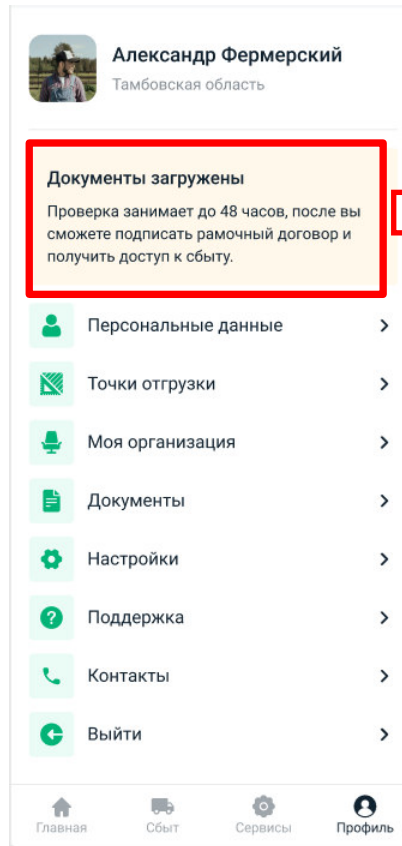 Александр Фермерский
Тамбовская область
Документы загружены
Проверка занимает до 48 часов, после вы
сможете подписать рамочный договор и
получить доступ к сбыту.
Персональные данные
Точки отгрузки
Моя организация
Документы
Настройки
Поддержка
Контакты
Выйти
Главная Сбыт Сервисы Профиль